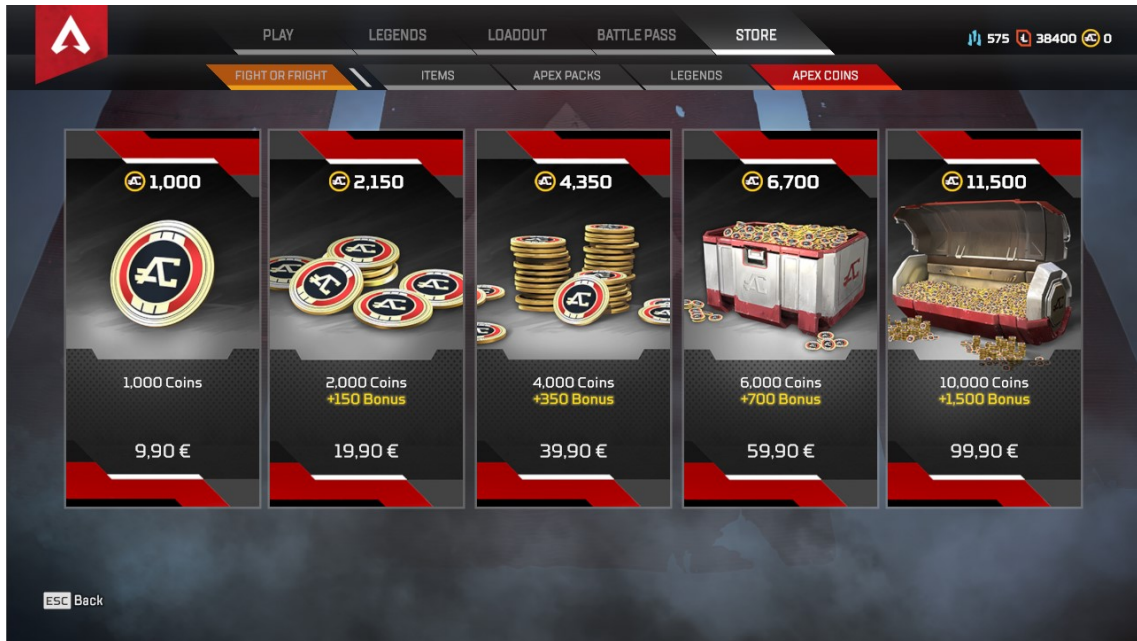 PLAY
LEGENDS
LOADOUT
BATTLE PASS
STORE
575
38400
0
FIGHT OR FRIGHT
ITEMS
APEX PACKS
LEGENDS
APEX COINS
1,000
2,150
4,350
6,700
11,500
1,000 Coins
2,000 Coins
+150 Bonus
4,000 Coins
+350 Bonus
6,000 Coins
+700 Bonus
10,000 Coins
+1,500 Bonus
9,90 €
19,90 €
39,90 €
59,90 €
99,90 €
ESC Back